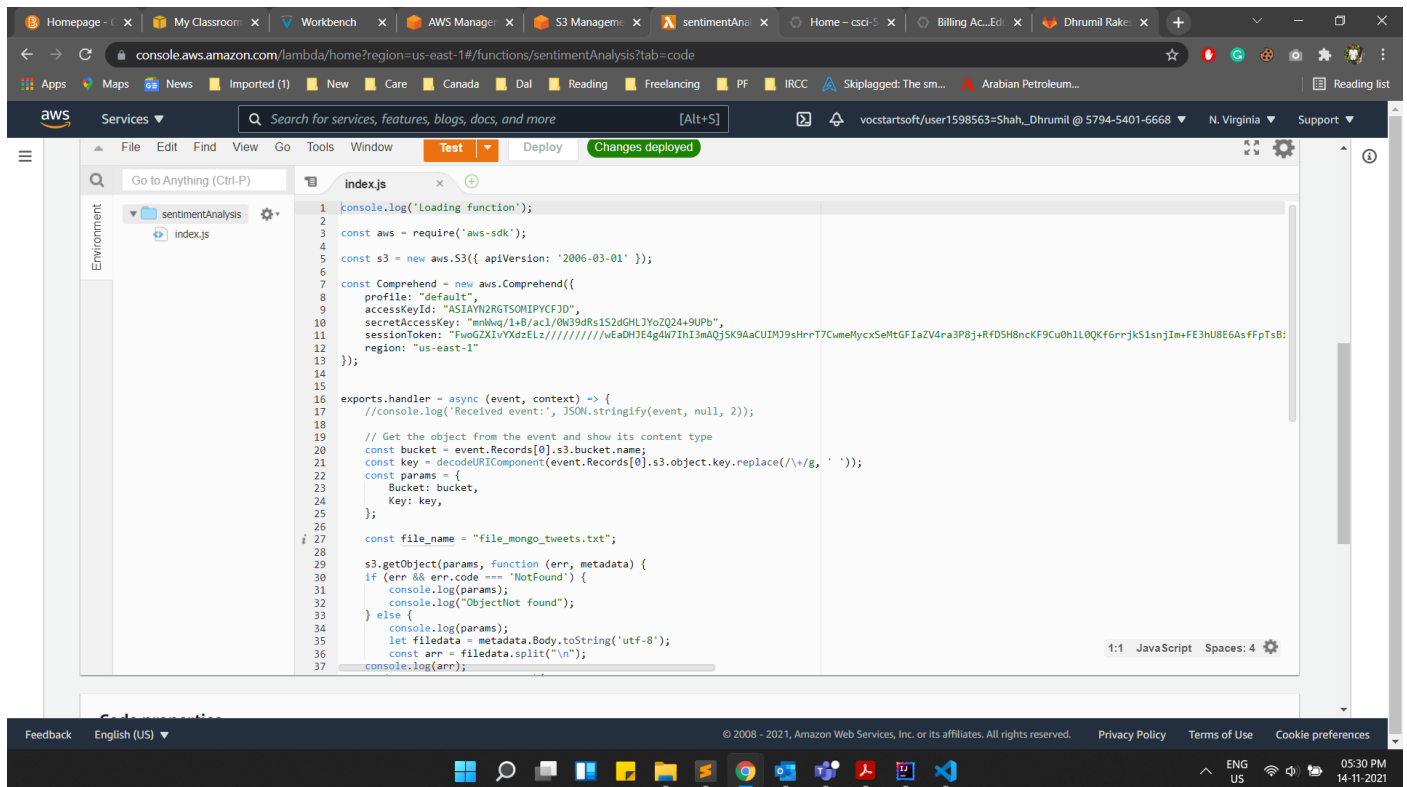 Homepage - C
My Classroom
Workbench
AWS Manage
S3 Manageme
sentimentAnal
Home – csci-5
Billing Ac...Edu
Dhrumil Rakes
console.aws.amazon.com/lambda/home?region=us-east-1#/functions/sentimentAnalysis?tab=code
Apps Maps News Imported (1) New Care Canada Dal Reading Freelancing PF IRCC Skiplagged: The sm... Arabian Petroleum... Reading list
aws Services ▼ Search for services, features, blogs, docs, and more [Alt+S] vocstartsoft/user1598563=Shah,_Dhrumil @ 5794-5401-6668 ▼ N. Virginia ▼ Support ▼
File Edit Find View Go Tools Window Test Deploy Changes deployed
Go to Anything (Ctrl-P) index.js
Environment
sentimentAnalysis
index.js
1 console.log('Loading function');
2
3 const aws = require('aws-sdk');
4
5 const s3 = new aws.S3({ apiVersion: '2006-03-01' });
6
7 const Comprehend = new aws.Comprehend({
8 profile: "default",
9 accessKeyId: "ASIAYN2RGTSOMIPYCFJD",
10 secretAccessKey: "mnWwq/1+B/acl/0W39dRs1S2dGHLJYoZQ24+9UPb",
11 sessionToken: "FwoGZXIvYXdzELz//////////wEaDHJE4g4W7IhI3mAQjSK9AaCUIMJ9sHrrT7CwmeMycxSeMtGFIaZV4ra3P8j+RfD5H8ncKF9Cu0hlL0QKf6rrjkS1snjIm+FE3hU8E6AsfFpTsBi
12 region: "us-east-1"
13 });
14
15
16 exports.handler = async (event, context) => {
17 //console.log('Received event:', JSON.stringify(event, null, 2));
18
19 // Get the object from the event and show its content type
20 const bucket = event.Records[0].s3.bucket.name;
21 const key = decodeURIComponent(event.Records[0].s3.object.key.replace(/\+/g, ' '));
22 const params = {
23 Bucket: bucket,
24 Key: key,
25 };
26
27 const file_name = "file_mongo_tweets.txt";
28
29 s3.getObject(params, function (err, metadata) {
30 if (err && err.code === 'NotFound') {
31 console.log(params);
32 console.log("ObjectNot found");
33 } else {
34 console.log(params);
35 let filedata = metadata.Body.toString('utf-8');
36 const arr = filedata.split("\n");
37 console.log(arr);
1:1 JavaScript Spaces: 4
Code properties
Feedback English (US) ▼ © 2008 - 2021, Amazon Web Services, Inc. or its affiliates. All rights reserved. Privacy Policy Terms of Use Cookie preferences
ENG
US
05:30 PM
14-11-2021